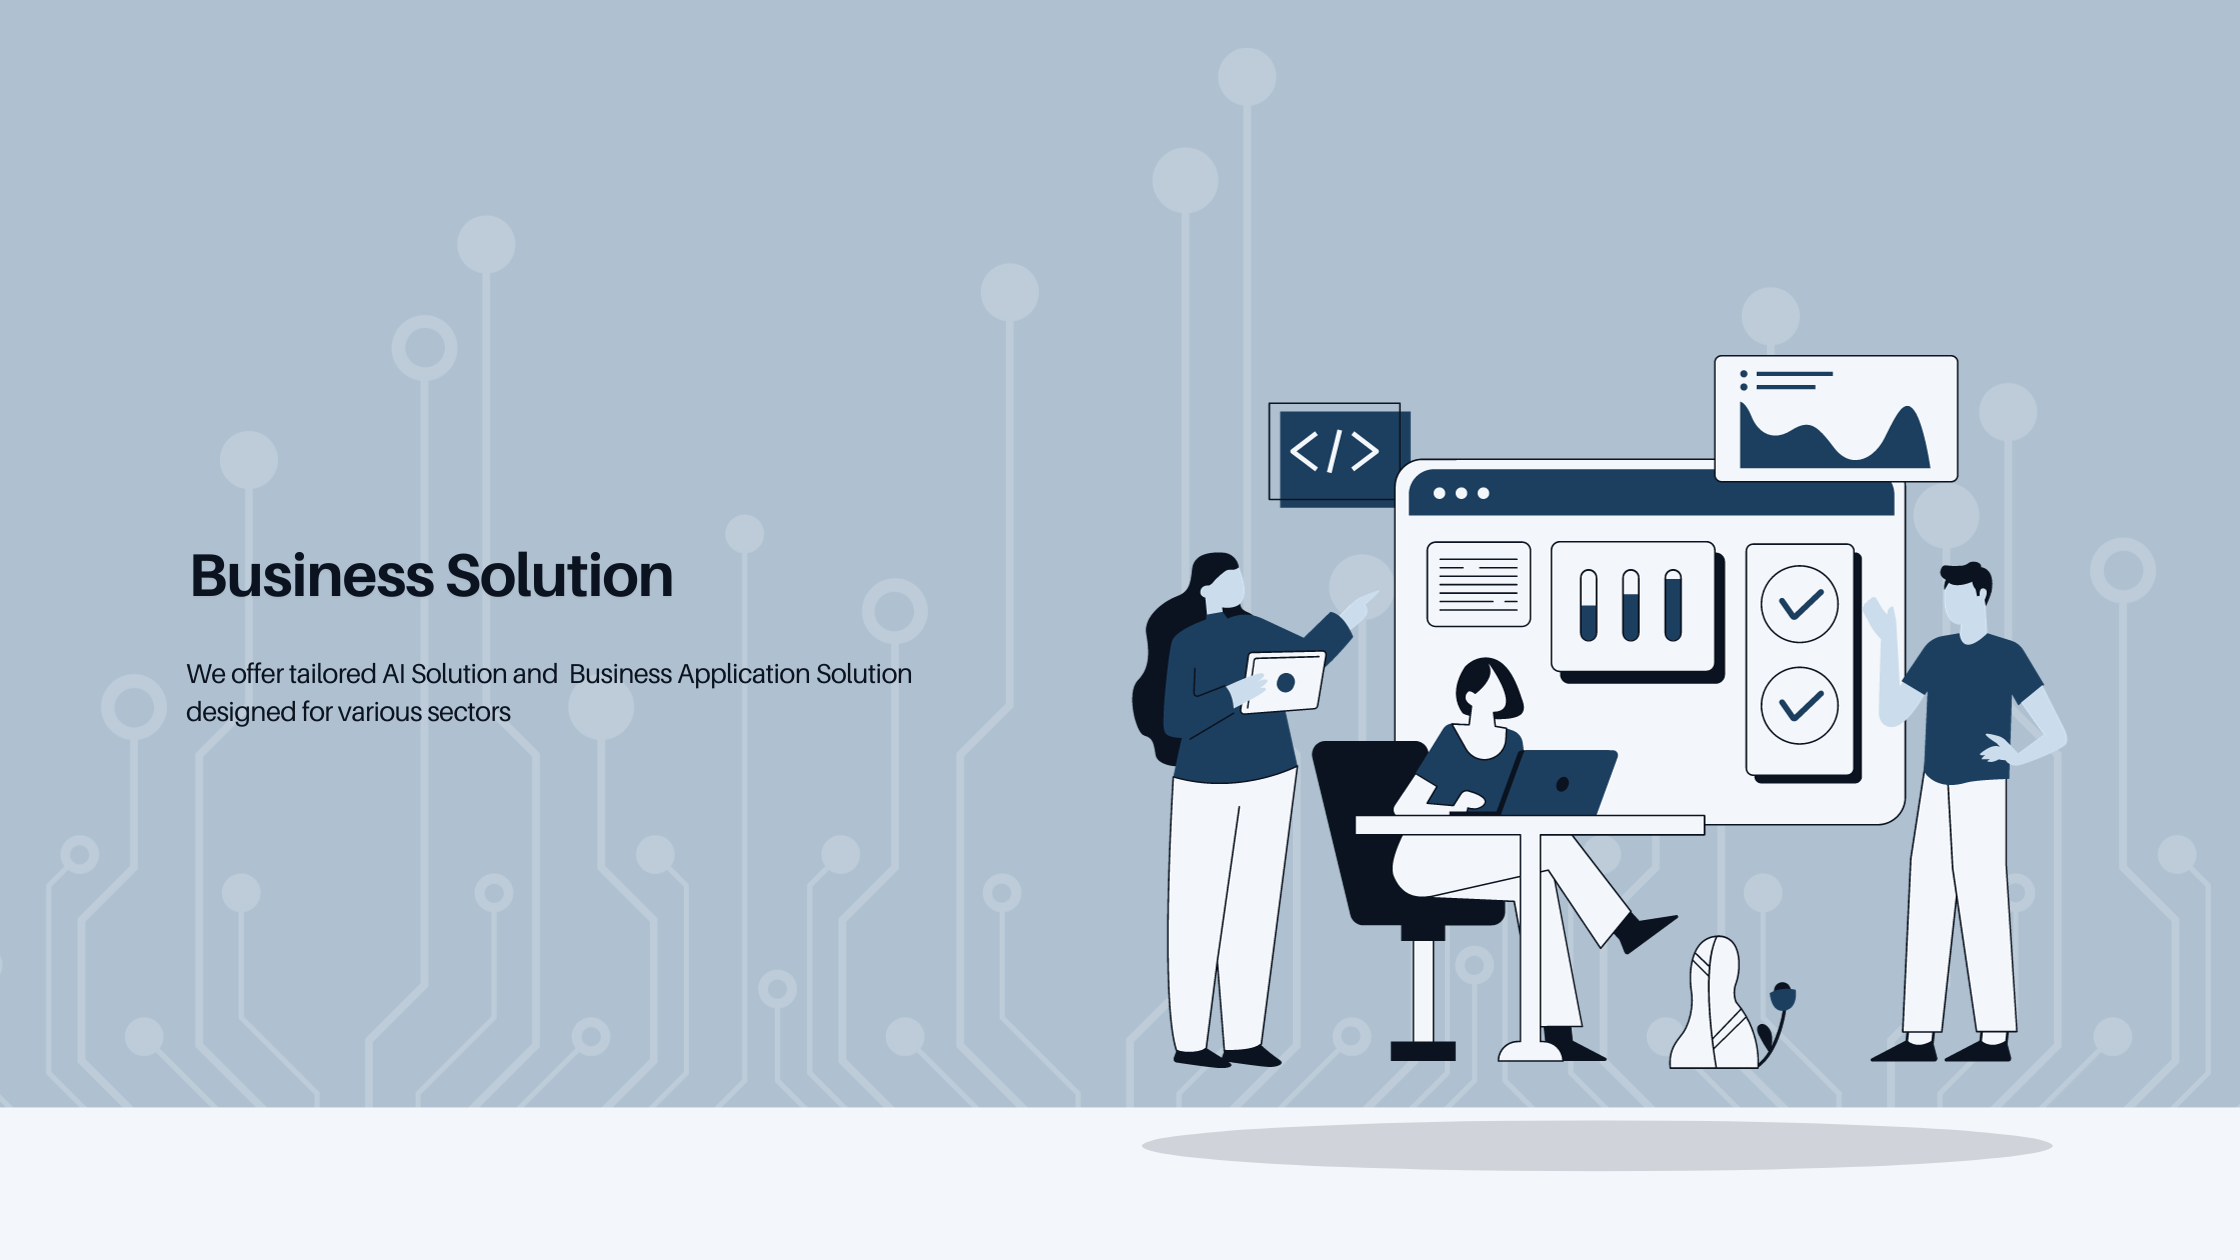 </>
Business Solution
We offer tailored AI Solution and  Business Application Solution
designed for various sectors